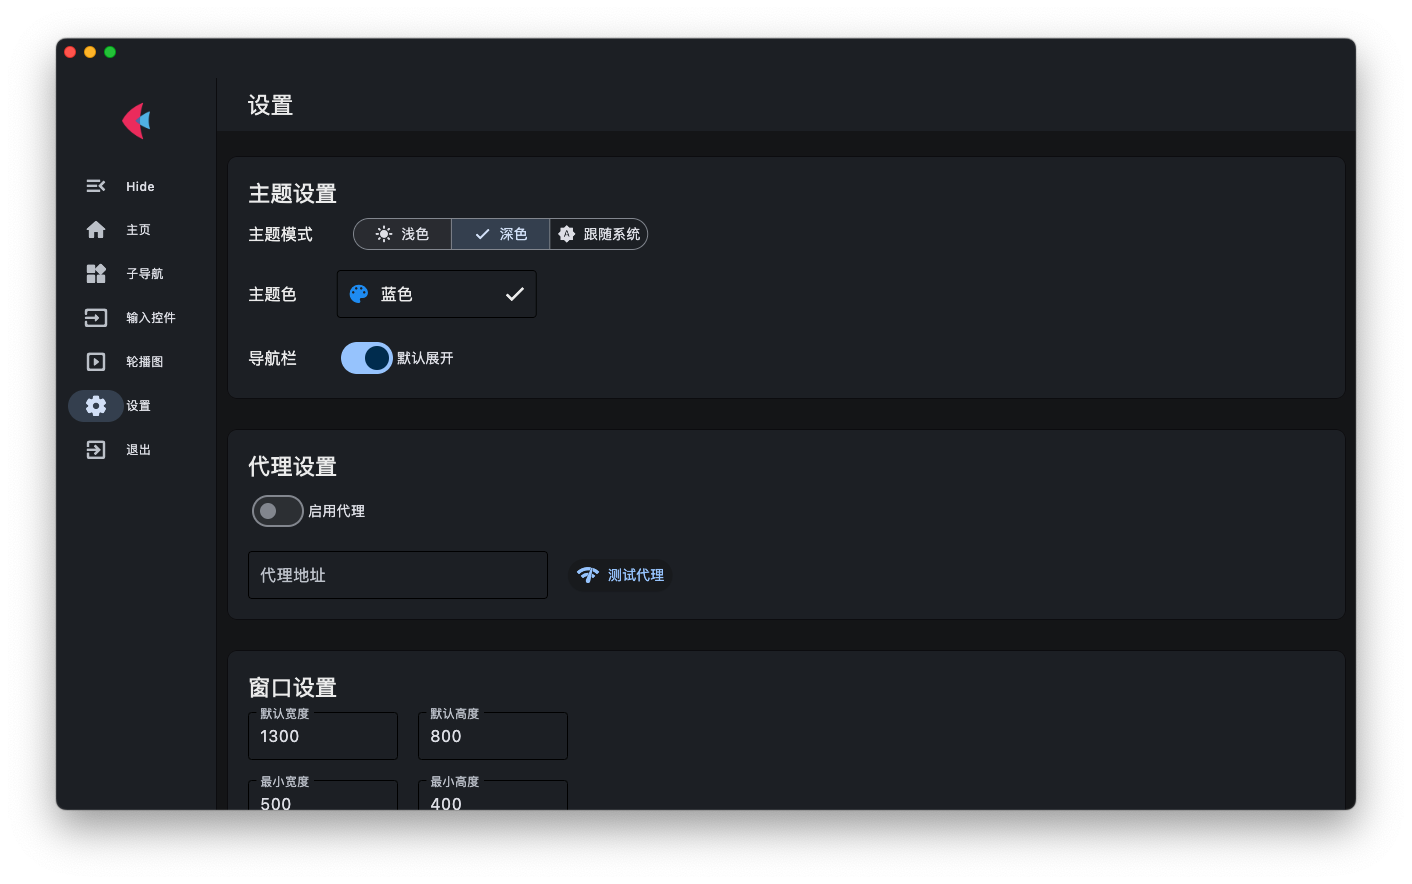 设置
Hide
主页
子导航
输入控件
轮播图
设置
退出
主题设置
主题模式 浅色 深色 跟随系统
主题色 蓝色
导航栏 默认展开
代理设置
启用代理
代理地址 测试代理
窗口设置
默认宽度 默认高度
1300 800
最小宽度 最小高度
500 400